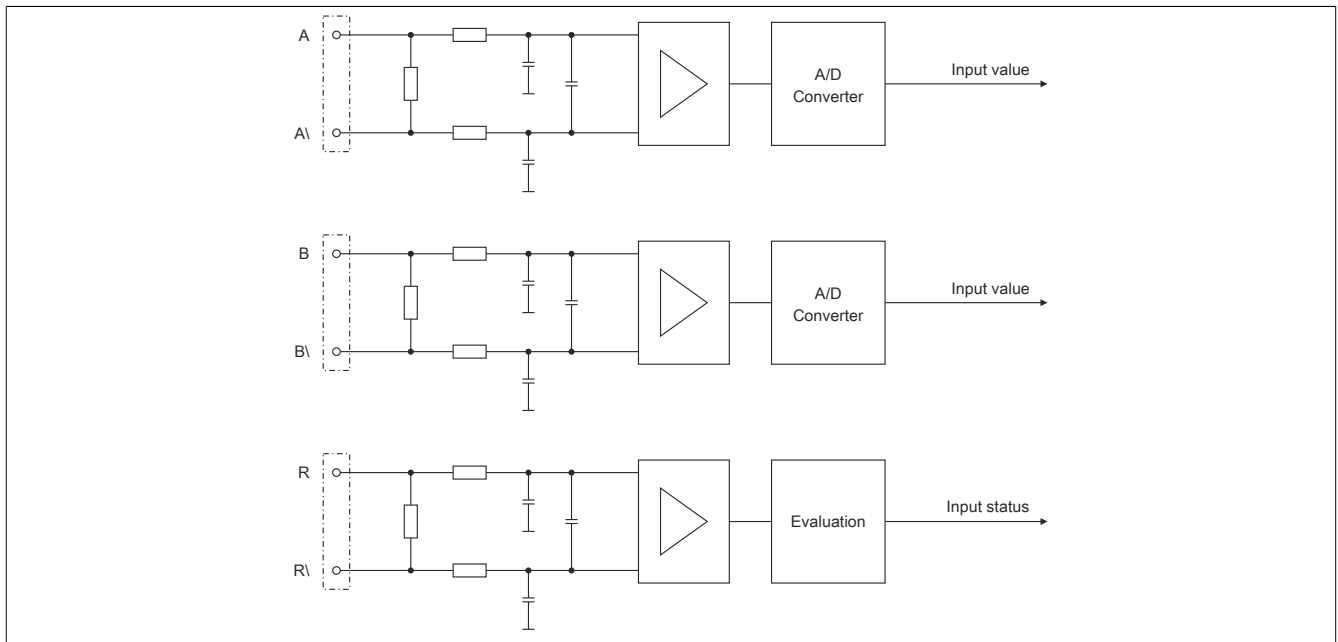 A
A\
A/D
Converter
Input value
B
B\
A/D
Converter
Input value
R
R\
Evaluation
Input status